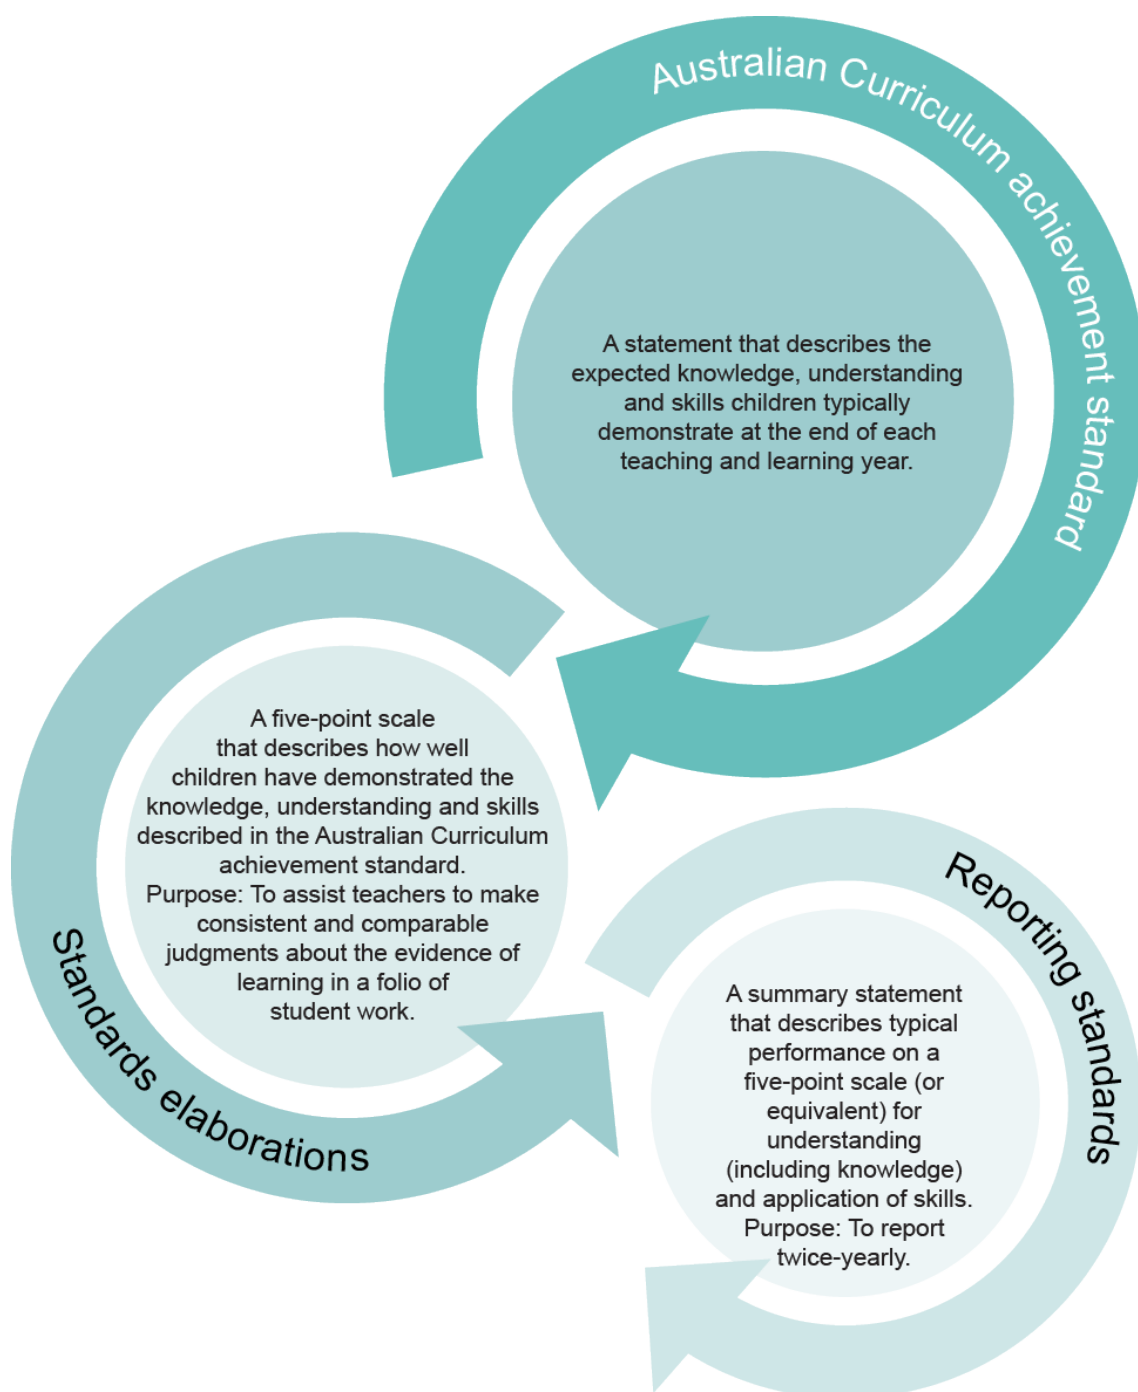 Australian Curriculum achievement standard
A statement that describes the
expected knowledge, understanding
and skills children typically
demonstrate at the end of each
teaching and learning year.
Standards elaborations
A five-point scale
that describes how well
children have demonstrated the
knowledge, understanding and skills
described in the Australian Curriculum
achievement standard.
Purpose: To assist teachers to make
consistent and comparable
judgments about the evidence of
learning in a folio of
student work.
Reporting standards
A summary statement
that describes typical
performance on a
five-point scale (or
equivalent) for
understanding
(including knowledge)
and application of skills.
Purpose: To report
twice-yearly.